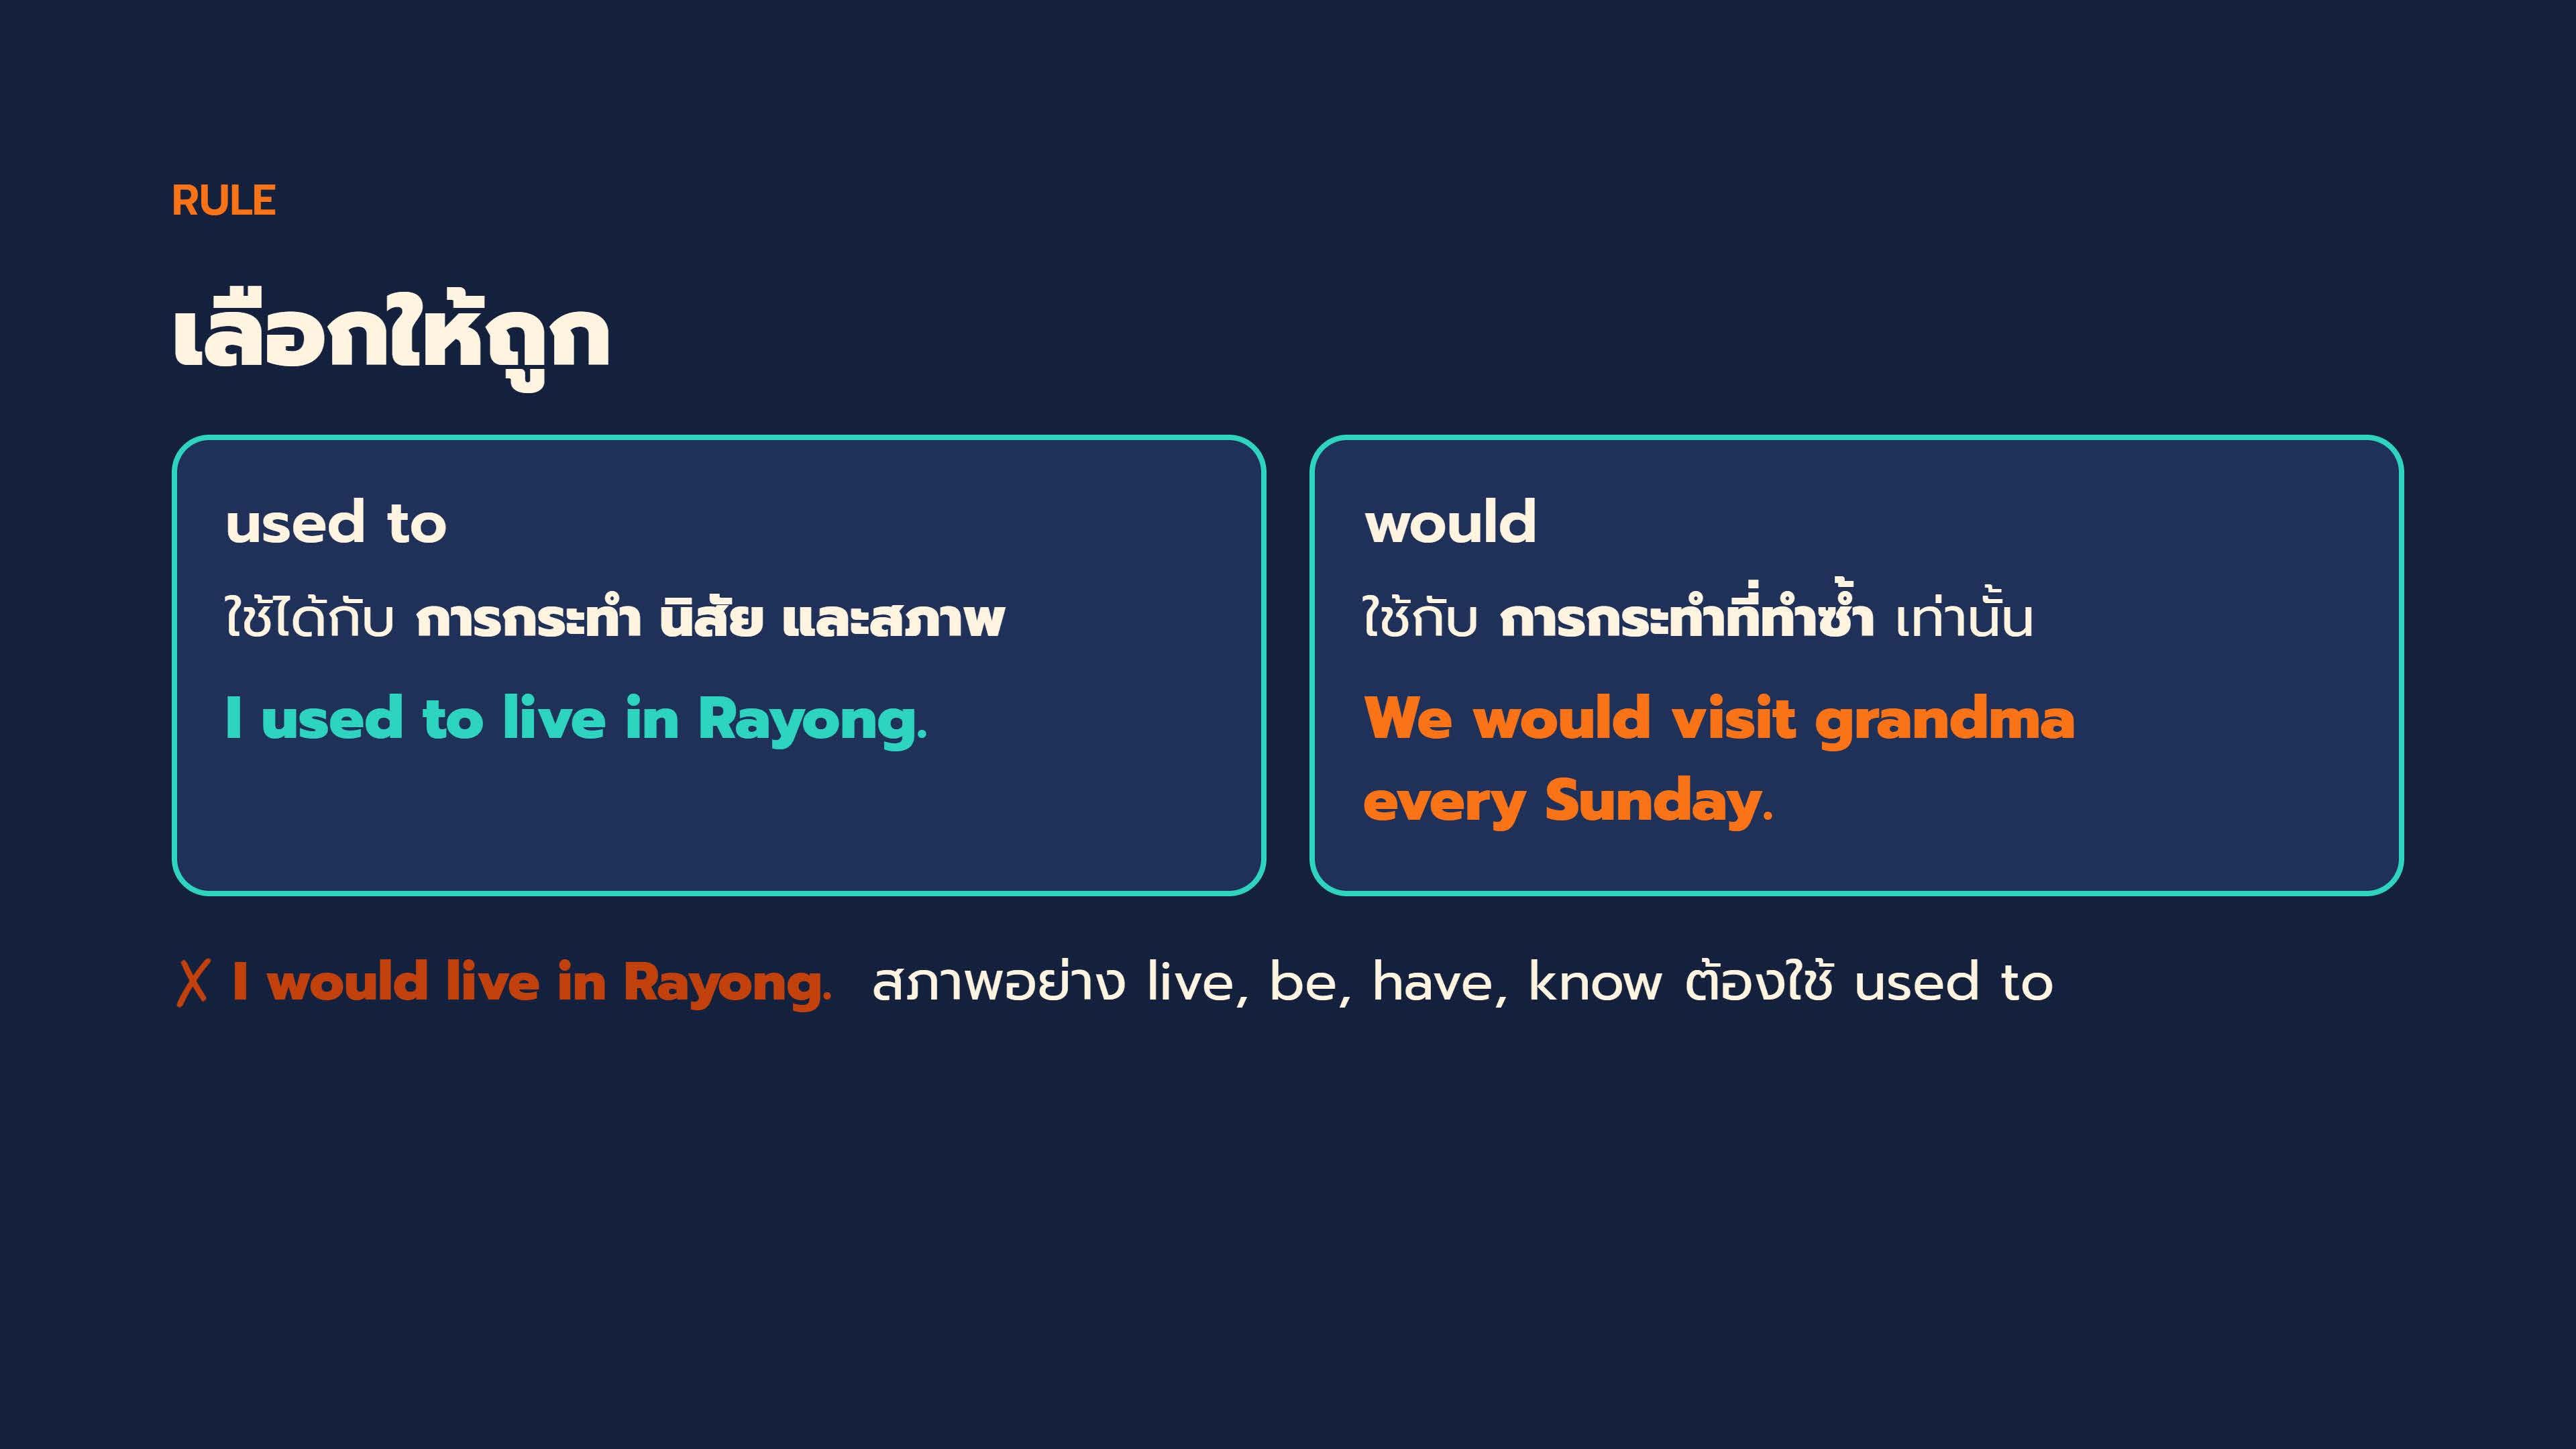 RULE
เลือกให้ถูก
used to
ใช้ได้กับ การกระทำ นิสัย และสภาพ
I used to live in Rayong.
would
ใช้กับ การกระทำที่ทำซ้ำ เท่านั้น
We would visit grandma
every Sunday.
✗ I would live in Rayong. สภาพอย่าง live, be, have, know ต้องใช้ used to